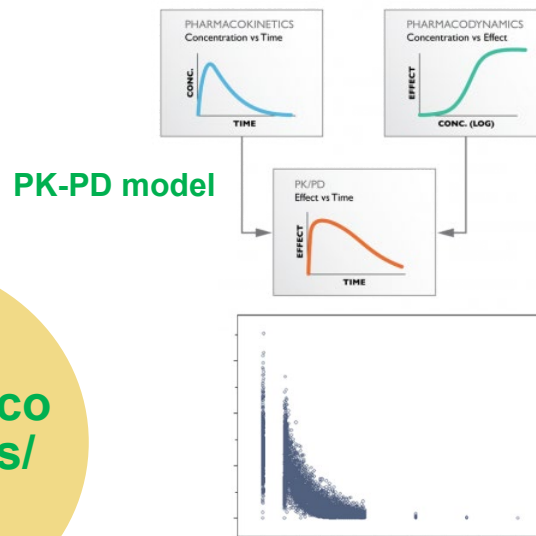 PHARMACOKINETICS
Concentration vs Time
CONC.
TIME
PHARMACODYNAMICS
Concentration vs Effect
EFFECT
CONC. (LOG)
PK-PD model
PK/PD
Effect vs Time
EFFECT
TIME
co
s/